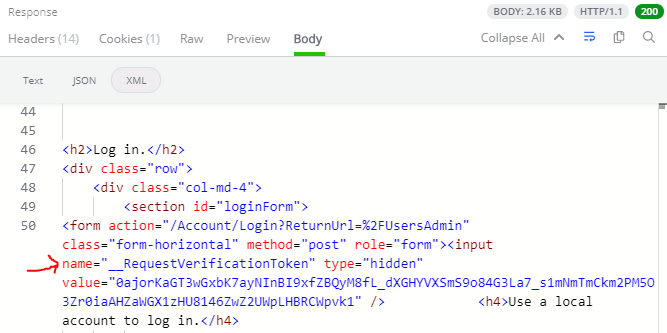 Response BODY: 2.16 KB HTTP/1.1 200
Headers (14) Cookies (1) Raw Preview Body Collapse All
Text JSON XML
44
45
46 <h2>Log in.</h2>
47 <div class="row">
48 <div class="col-md-4">
49 <section id="loginForm">
50 <form action="/Account/Login?ReturnUrl=%2FUsersAdmin"
class="form-horizontal" method="post" role="form"><input
name="__RequestVerificationToken" type="hidden"
value="0ajorKaGT3wGxbK7ayNInBI9xfZBQyM8fL_dXGHYVXSmS9o84G3La7_s1mNmTmCkm2PM5O
3Zr0iaAHZaWGX1zHU8146ZwZ2UWpLHBRCWpvk1" /> <h4>Use a local
account to log in.</h4>